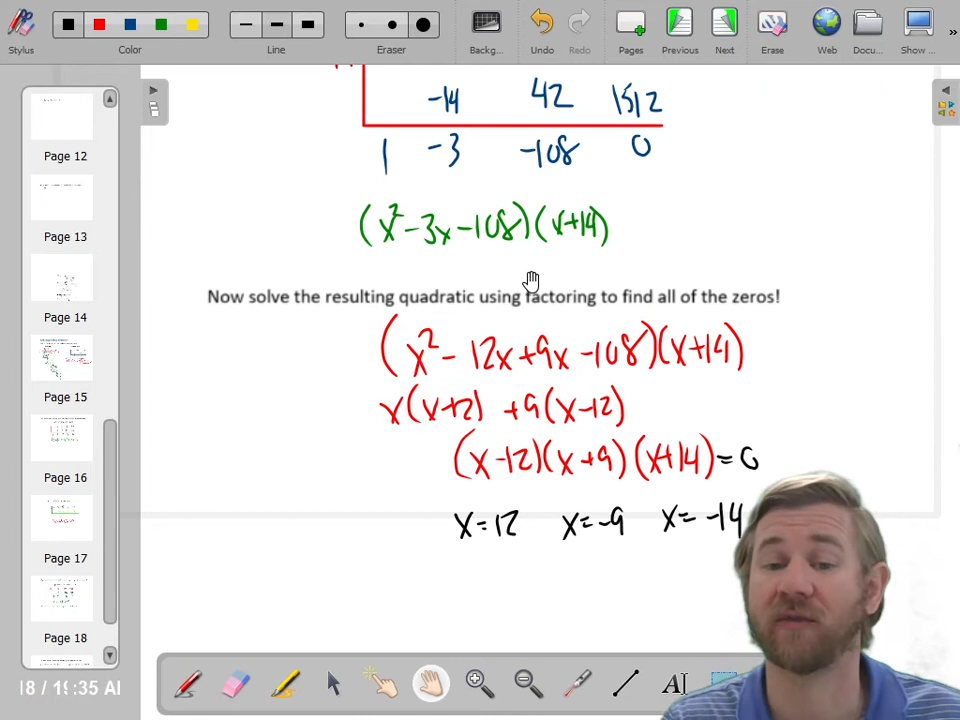 Color
Line
Eraser
Backg...
Undo
Redo
Pages
Previous
Next
Erase
Web
Docu...
Show ...
»
Stylus
Page 12
Page 13
Page 14
Page 15
Page 16
Page 17
Page 18
-14 42 1512
1 -3 -108 0
(x²-3x-108)(x+14)
Now solve the resulting quadratic using factoring to find all of the zeros!
(x²- 12x+9x -108)(x+14)
x(x+12) +9(x-12)
(x-12)(x+9)(x+14)=0
x=12 x=-9 x= -14
A